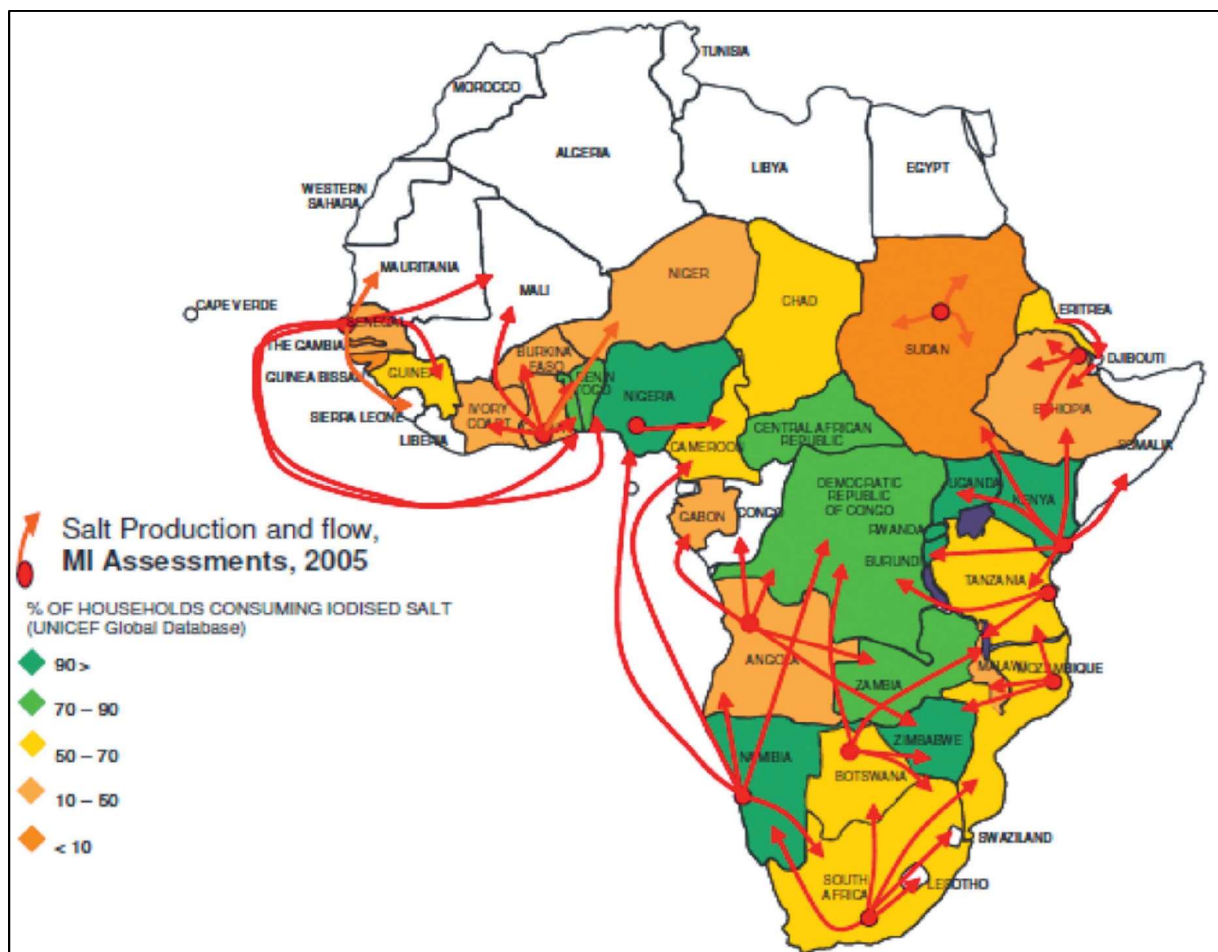 TUNISIA
MOROCCO
ALGERIA
LIBYA
EGYPT
WESTERN
SAHARA
MAURITANIA
MALI
NIGER
CHAD
SUDAN
ERITREA
CAPE VERDE
SENEGAL
THE GAMBIA
BURKINA
FASO
DJIBOUTI
GUINEA BISSAU
GUINEA
BENIN
TOGO
NIGERIA
ETHIOPIA
SIERRA LEONE
IVORY
COAST
LIBERIA
CENTRAL AFRICAN
REPUBLIC
CAMEROON
SOMALIA
DEMOCRATIC
REPUBLIC
OF CONGO
UGANDA
KENYA
GABON
CONGO
RWANDA
BURUNDI
TANZANIA
ANGOLA
MALAWI
MOZAMBIQUE
ZAMBIA
ZIMBABWE
NAMIBIA
BOTSWANA
SWAZILAND
SOUTH
AFRICA
LESOTHO
Salt Production and flow,
MI Assessments, 2005
% OF HOUSEHOLDS CONSUMING IODISED SALT
(UNICEF Global Database)
90 >
70 – 90
50 – 70
10 – 50
< 10